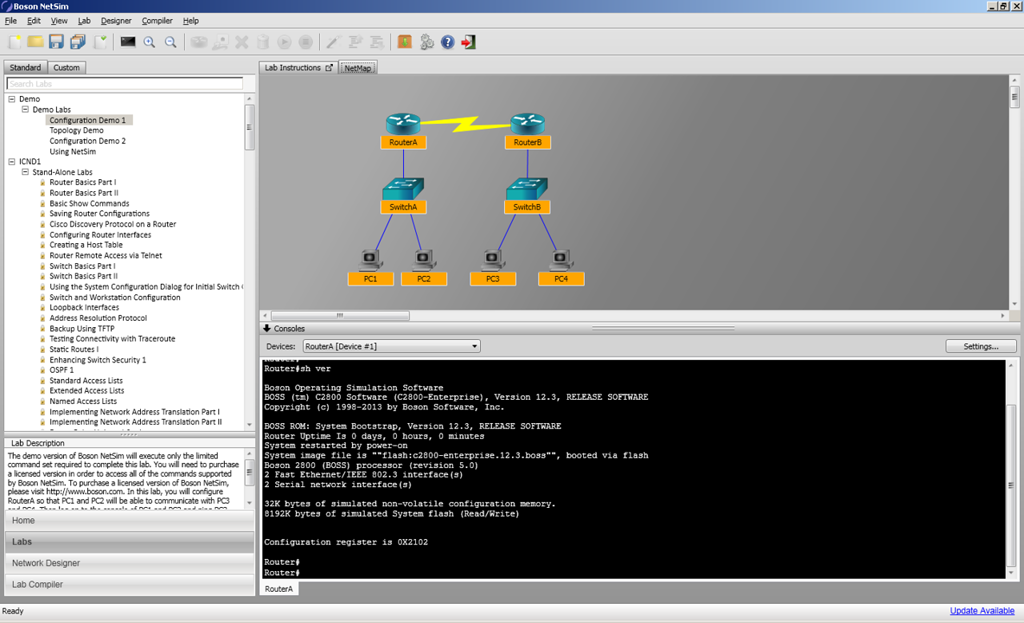 Boson NetSim
File Edit View Lab Designer Compiler Help
Standard Custom
Search Labs
Demo
Demo Labs
Configuration Demo 1
Topology Demo
Configuration Demo 2
Using NetSim
ICND1
Stand-Alone Labs
Router Basics Part I
Router Basics Part II
Basic Show Commands
Saving Router Configurations
Cisco Discovery Protocol on a Router
Configuring Router Interfaces
Creating a Host Table
Router Remote Access via Telnet
Switch Basics Part I
Switch Basics Part II
Using the System Configuration Dialog for Initial Switch
Switch and Workstation Configuration
Loopback Interfaces
Address Resolution Protocol
Backup Using TFTP
Testing Connectivity with Traceroute
Static Routes I
Enhancing Switch Security 1
OSPF 1
Standard Access Lists
Extended Access Lists
Named Access Lists
Implementing Network Address Translation Part I
Implementing Network Address Translation Part II
Lab Description
The demo version of Boson NetSim will execute only the limited
command set required to complete this lab. You will need to purchase
a licensed version in order to access all of the commands supported
by Boson NetSim. To purchase a licensed version of Boson NetSim,
please visit http://www.boson.com. In this lab, you will configure
RouterA so that PC1 and PC2 will be able to communicate with PC3
Home
Labs
Network Designer
Lab Compiler
Lab Instructions NetMap
RouterA RouterB
SwitchA SwitchB
PC1 PC2 PC3 PC4
Consoles
Devices: RouterA [Device #1] Settings...
Router#sh ver
Boson Operating Simulation Software
BOSS (tm) C2800 Software (C2800-Enterprise), Version 12.3, RELEASE SOFTWARE
Copyright (c) 1998-2013 by Boson Software, Inc.
BOSS ROM: System Bootstrap, Version 12.3, RELEASE SOFTWARE
Router Uptime Is 0 days, 0 hours, 0 minutes
System restarted by power-on
System image file is ""flash:c2800-enterprise.12.3.boss"", booted via flash
Boson 2800 (BOSS) processor (revision 5.0)
2 Fast Ethernet/IEEE 802.3 interface(s)
2 Serial network interface(s)
32K bytes of simulated non-volatile configuration memory.
8192K bytes of simulated System flash (Read/Write)
Configuration register is 0X2102
Router#
Router#
RouterA
Ready
Update Available